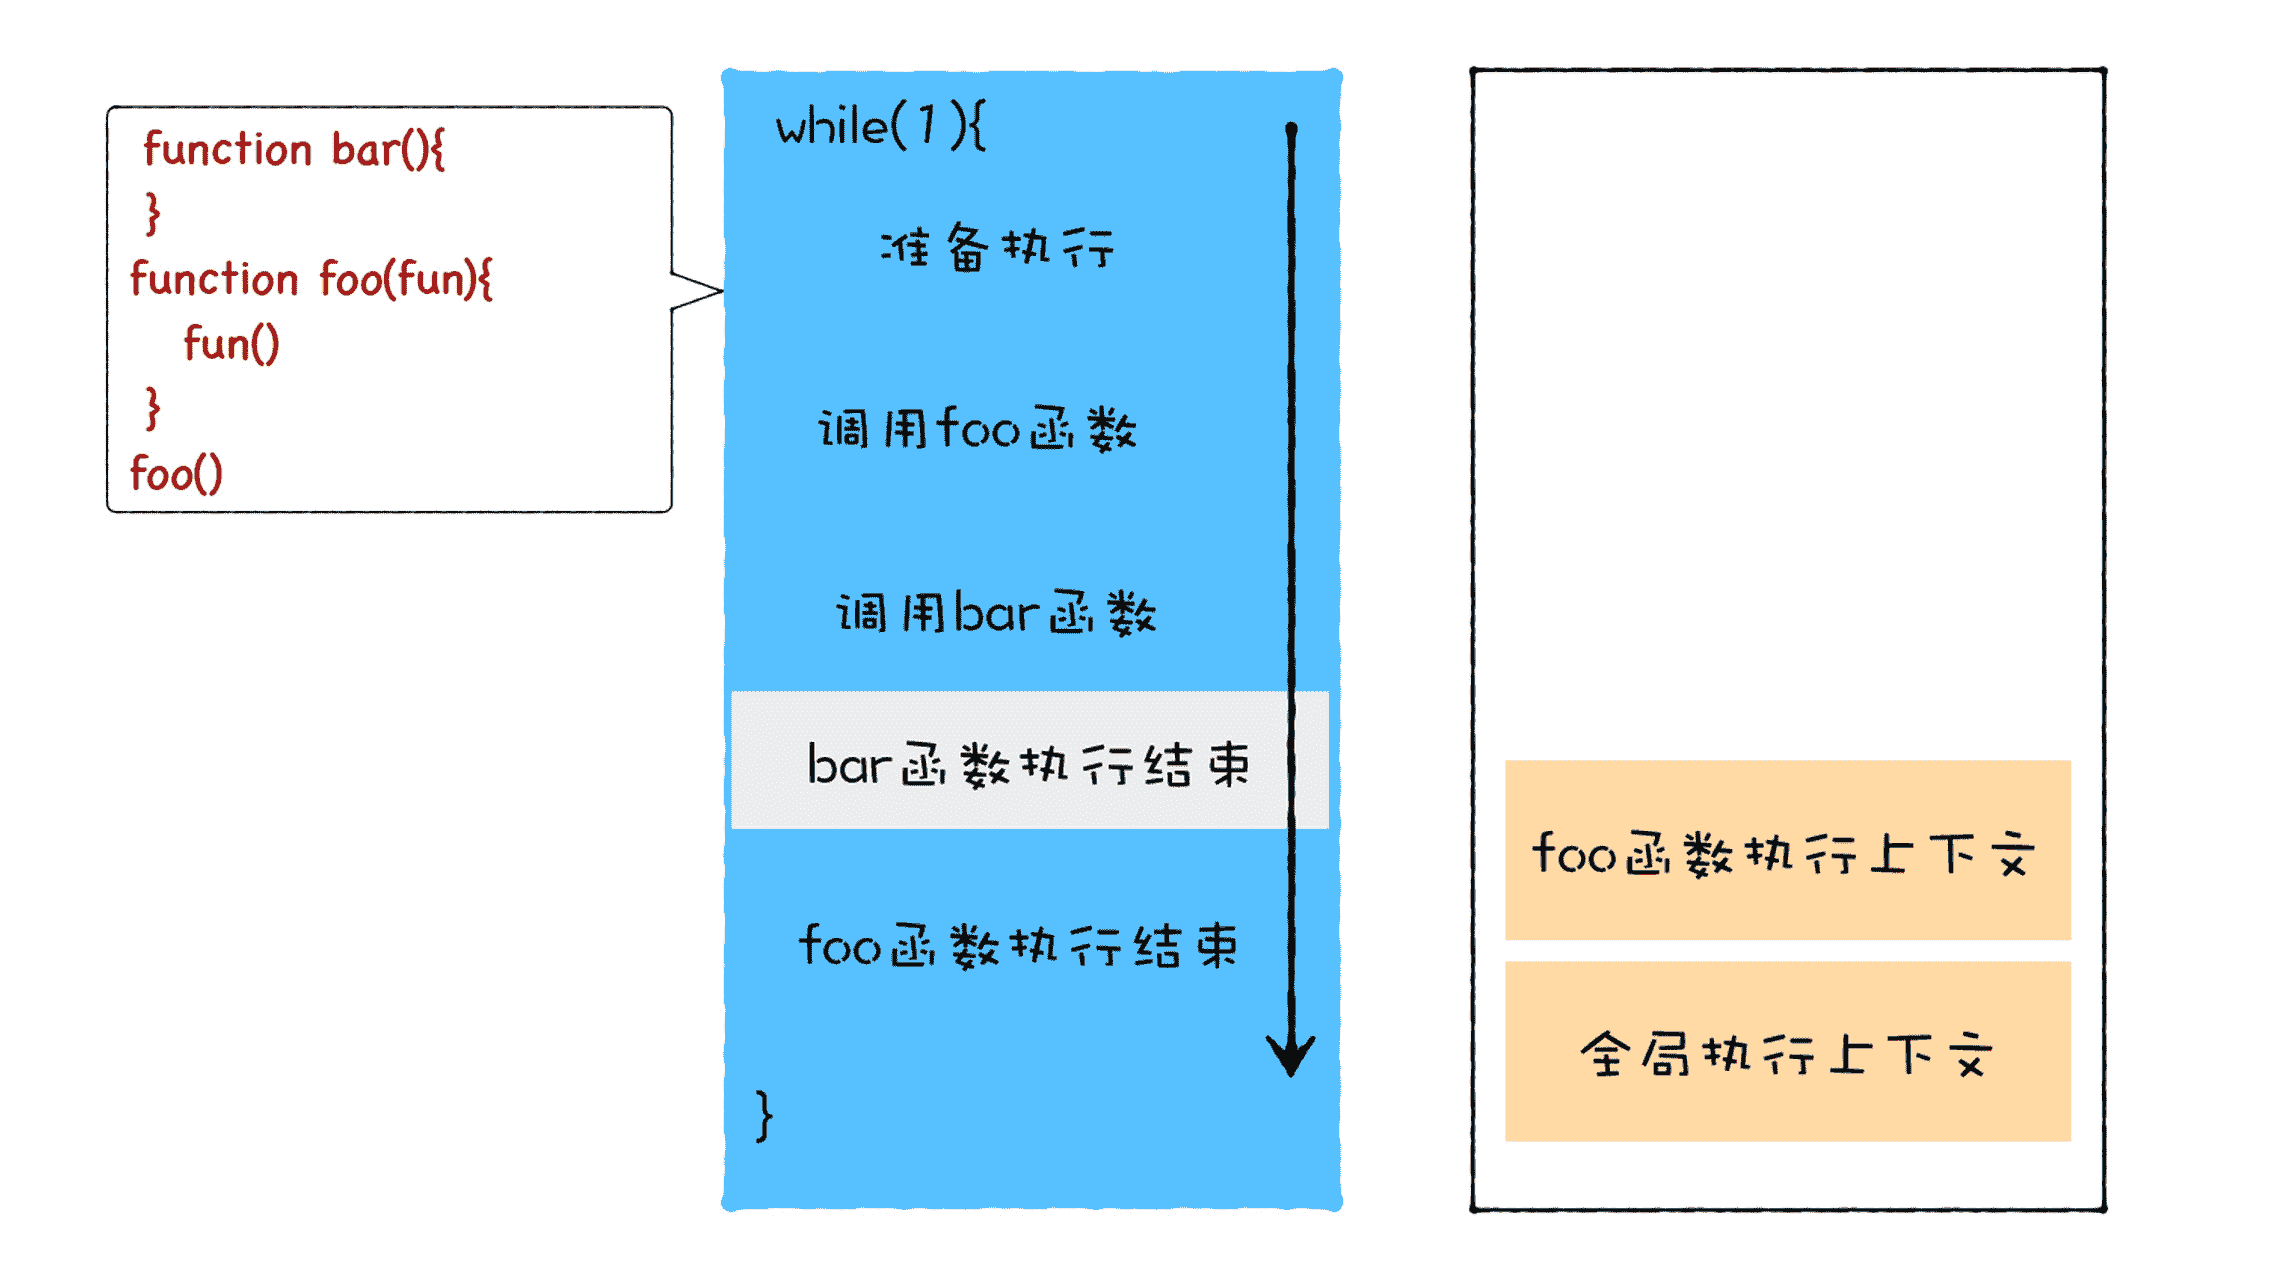 function bar(){
}
function foo(fun){
fun()
}
foo()
while(1){
准备执行
调用foo函数
调用bar函数
bar函数执行结束
foo函数执行结束
}
foo函数执行上下文
全局执行上下文